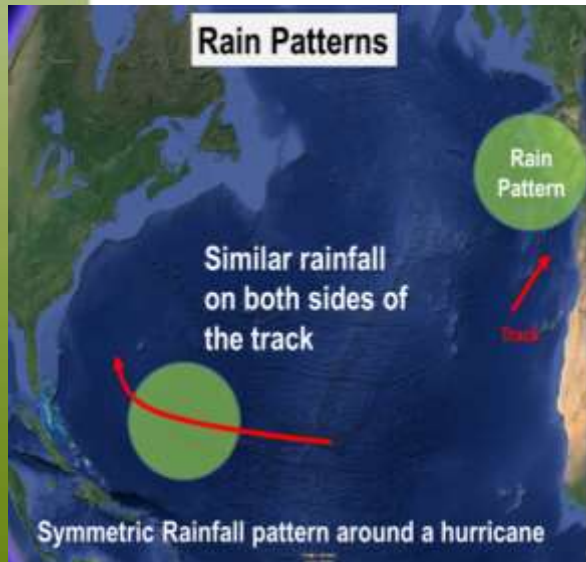 Rain Patterns
Rain
Pattern
Similar rainfall
on both sides of
the track
Track
Symmetric Rainfall pattern around a hurricane